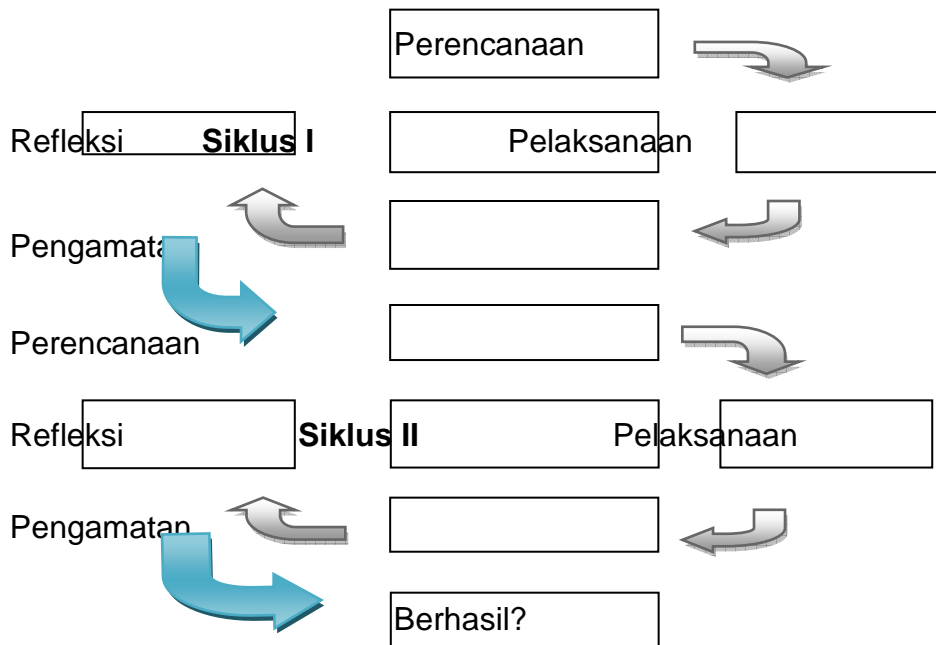 Perencanaan
Refleksi Siklus I Pelaksanaan
Pengamatan
Perencanaan
Refleksi Siklus II Pelaksanaan
Pengamatan
Berhasil?